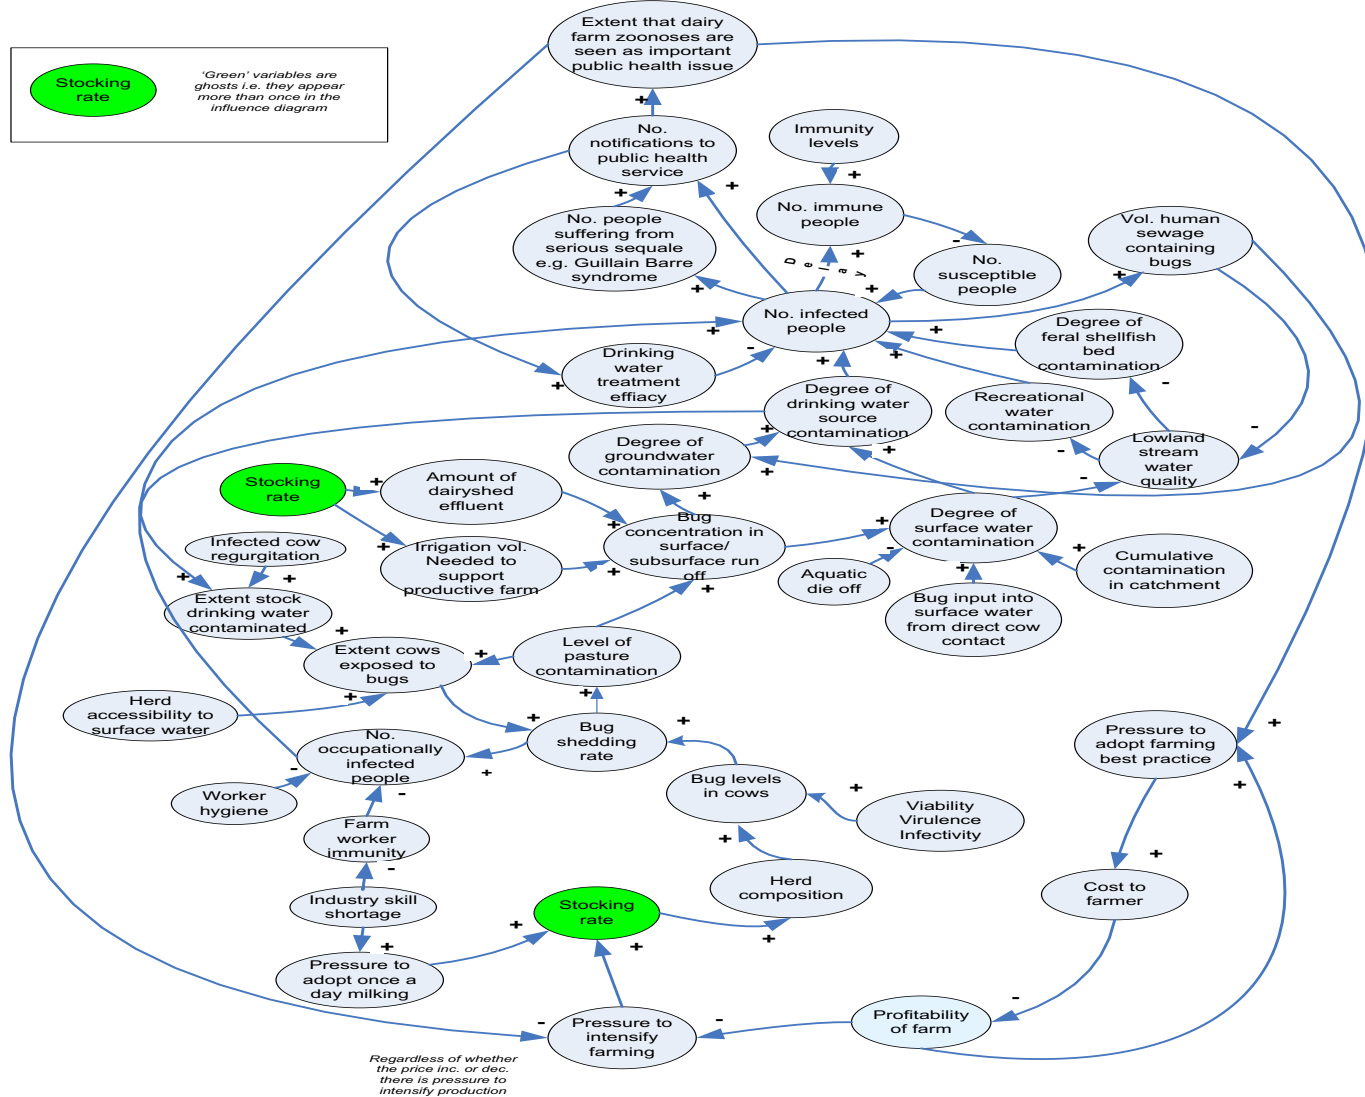 Extent that dairy
farm zoonoses are
seen as important
public health issue
Stocking
rate
'Green' variables are
ghosts i.e. they appear
more than once in the
influence diagram
+
No.
notifications to
public health
service
Immunity
levels
+
+
+
No. immune
people
No. people
suffering from
serious sequale
e.g. Guillain Barre
syndrome
Vol. human
sewage
containing
bugs
-
+
Delay
No.
susceptible
people
+
+
+
No. infected
people
+
+
-
+
+
+
Degree of
feral shellfish
bed
contamination
Drinking
water
treatment
effiacy
+
Degree of
drinking water
source
contamination
-
Recreational
water
contamination
+
-
-
Lowland
stream
water
quality
Degree of
groundwater
contamination
+
+
-
+
Stocking
rate
+
Amount of
dairyshed
effluent
+
Bug
concentration in
surface/
subsurface run
off
+
+
Degree of
surface water
contamination
Infected cow
regurgitation
+
Irrigation vol.
Needed to
support
productive farm
+
-
+
Cumulative
contamination
in catchment
Aquatic
die off
+
Bug input into
surface water
from direct cow
contact
+
+
Extent stock
drinking water
contaminated
+
+
Extent cows
exposed to
bugs
+
Level of
pasture
contamination
Herd
accessibility to
surface water
+
+
+
Bug
shedding
rate
+
Pressure to
adopt farming
best practice
+
+
No.
occupationally
infected
people
+
-
Worker
hygiene
-
Bug levels
in cows
+
Viability
Virulence
Infectivity
Farm
worker
immunity
+
-
Herd
composition
+
Cost to
farmer
Industry skill
shortage
+
Stocking
rate
+
+
+
Pressure to
adopt once a
day milking
-
Profitability
of farm
-
-
Pressure to
intensify
farming
Regardless of whether
the price inc. or dec.
there is pressure to
intensify production